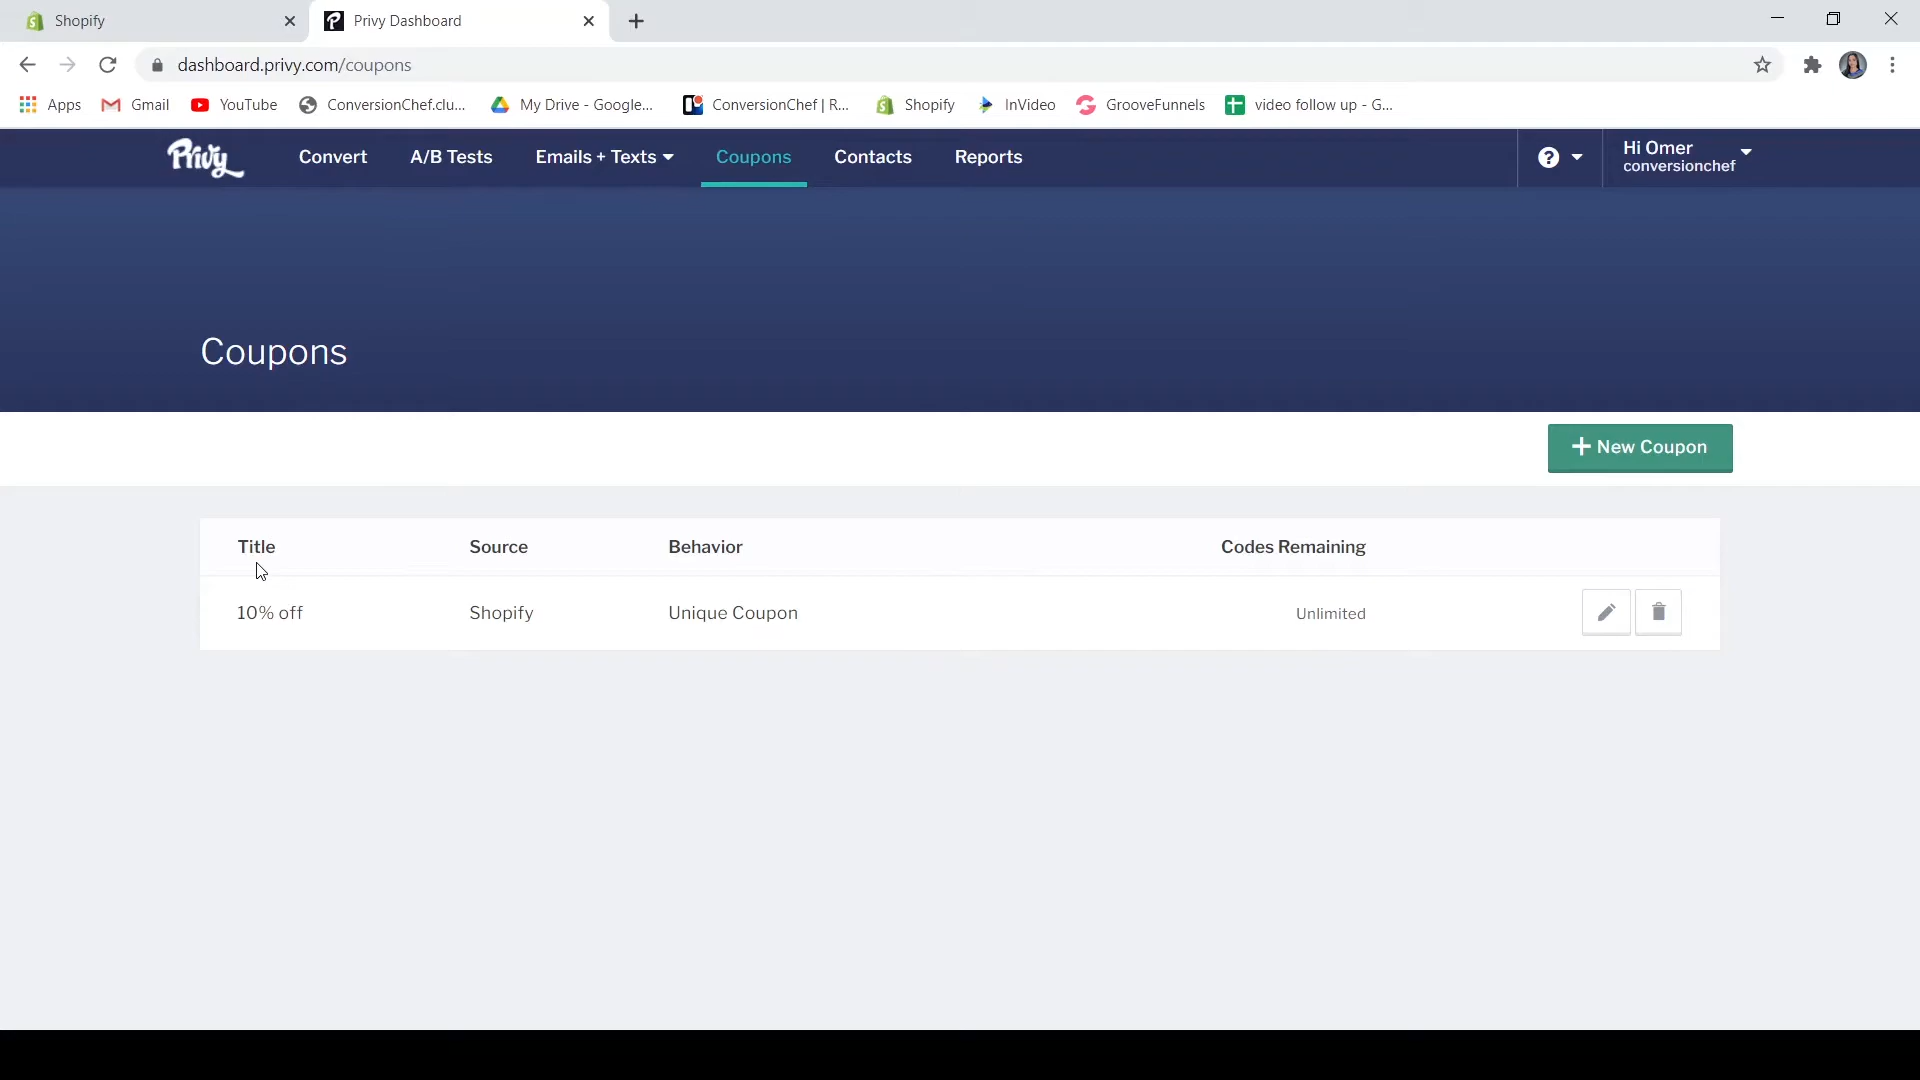 Shopify
Privy Dashboard
dashboard.privy.com/coupons
Apps
Gmail
YouTube
ConversionChef.clu...
My Drive - Google...
ConversionChef | R...
Shopify
InVideo
GrooveFunnels
video follow up - G...
Privy
Convert
A/B Tests
Emails + Texts
Coupons
Contacts
Reports
?
Hi Omer
conversionchef
Coupons
+ New Coupon
Title Source Behavior Codes Remaining
10% off Shopify Unique Coupon Unlimited